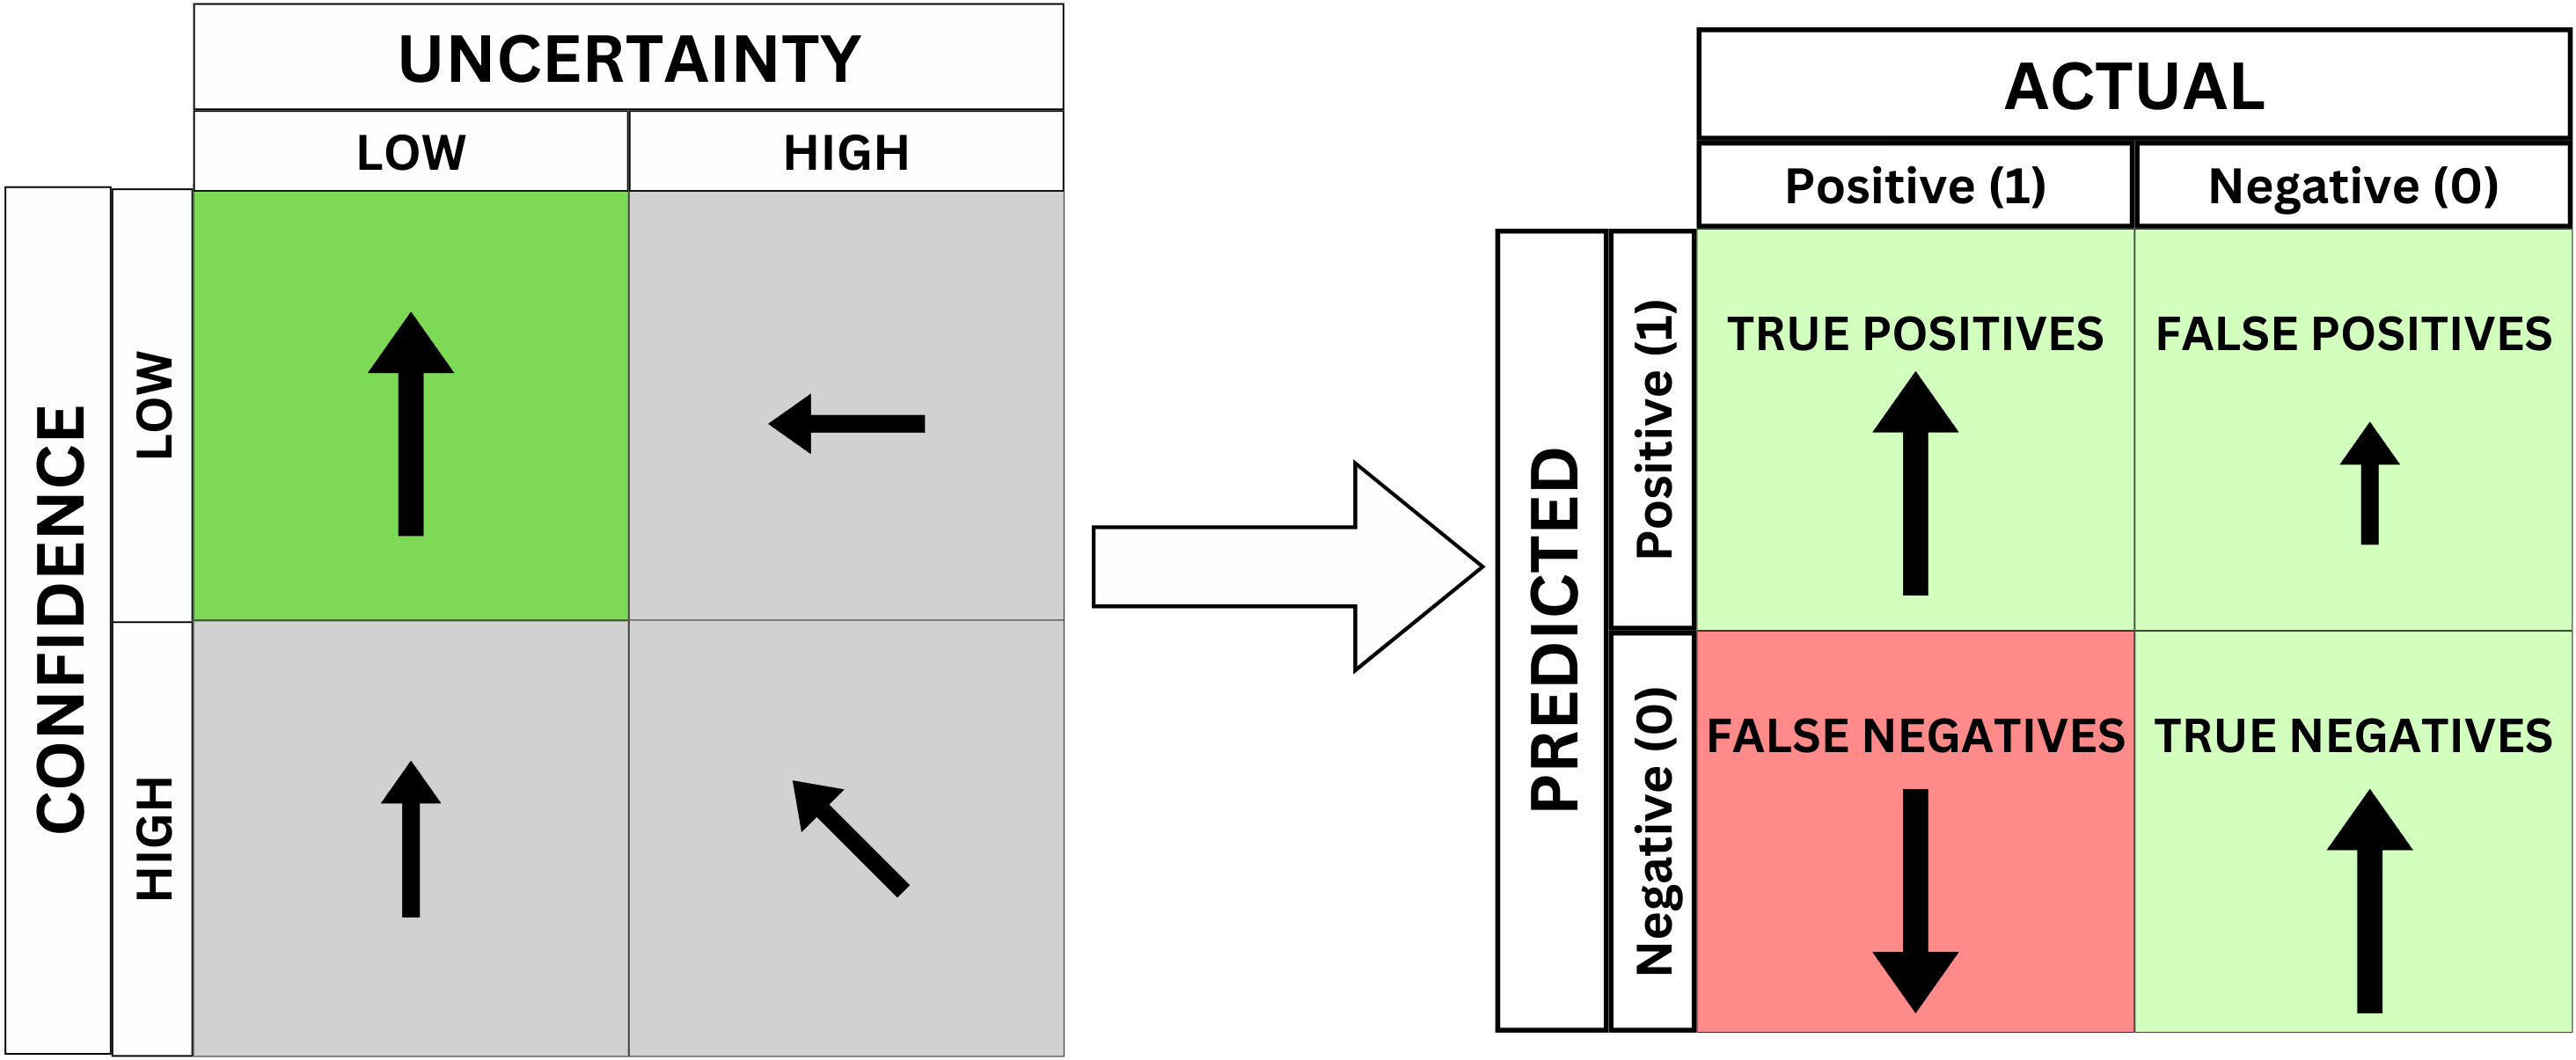 UNCERTAINTY
LOW
HIGH
CONFIDENCE
LOW
HIGH
ACTUAL
Positive (1)
Negative (0)
PREDICTED
Positive (1)
Negative (0)
TRUE POSITIVES
FALSE POSITIVES
FALSE NEGATIVES
TRUE NEGATIVES